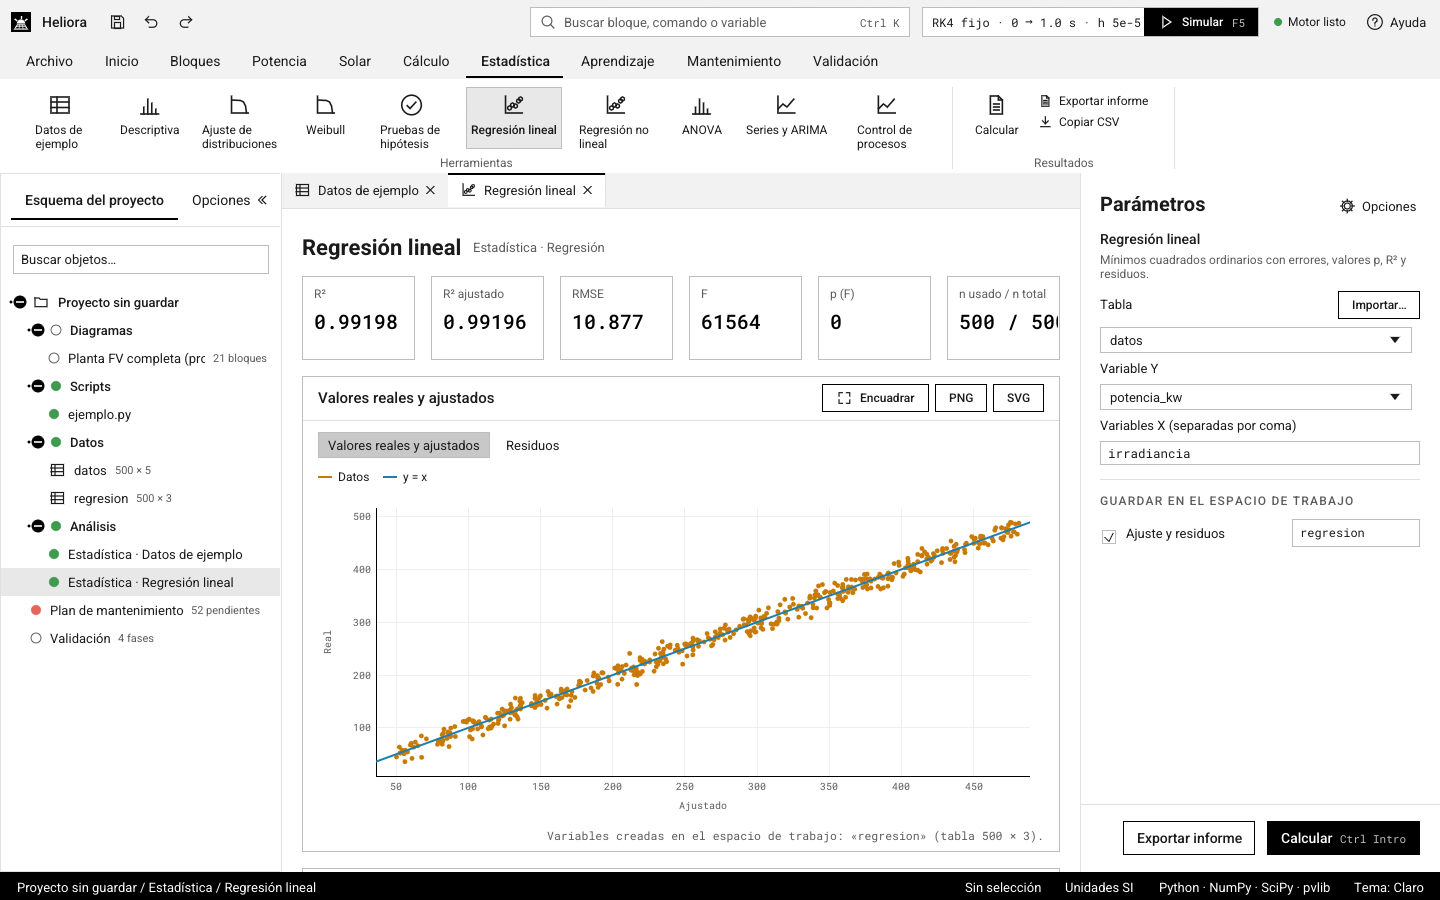 Heliora
Buscar bloque, comando o variable
Ctrl K
RK4 fijo · 0 → 1.0 s · h 5e-5
Simular F5
Motor listo
Ayuda
Archivo
Inicio
Bloques
Potencia
Solar
Cálculo
Estadística
Aprendizaje
Mantenimiento
Validación
Datos de
ejemplo
Descriptiva
Ajuste de
distribuciones
Weibull
Pruebas de
hipótesis
Regresión lineal
Regresión no
lineal
ANOVA
Series y ARIMA
Control de
procesos
Herramientas
Calcular
Exportar informe
Copiar CSV
Resultados
Esquema del proyecto
Opciones
Buscar objetos...
Proyecto sin guardar
Diagramas
Planta FV completa (pro 21 bloques
Scripts
ejemplo.py
Datos
datos 500 × 5
regresion 500 × 3
Análisis
Estadística · Datos de ejemplo
Estadística · Regresión lineal
Plan de mantenimiento 52 pendientes
Validación 4 fases
Datos de ejemplo
Regresión lineal
Regresión lineal Estadística · Regresión
R²
0.99198
R² ajustado
0.99196
RMSE
10.877
F
61564
p (F)
0
n usado / n total
500 / 500
Valores reales y ajustados
Encuadrar
PNG
SVG
Valores reales y ajustados
Residuos
Datos
y = x
500
400
300
200
100
Real
50
100
150
200
250
300
350
400
450
Ajustado
Variables creadas en el espacio de trabajo: «regresion» (tabla 500 × 3).
Parámetros
Opciones
Regresión lineal
Mínimos cuadrados ordinarios con errores, valores p, R² y
residuos.
Tabla
Importar...
datos
Variable Y
potencia_kw
Variables X (separadas por coma)
irradiancia
GUARDAR EN EL ESPACIO DE TRABAJO
Ajuste y residuos
regresion
Exportar informe
Calcular Ctrl Intro
Proyecto sin guardar / Estadística / Regresión lineal
Sin selección
Unidades SI
Python · NumPy · SciPy · pvlib
Tema: Claro